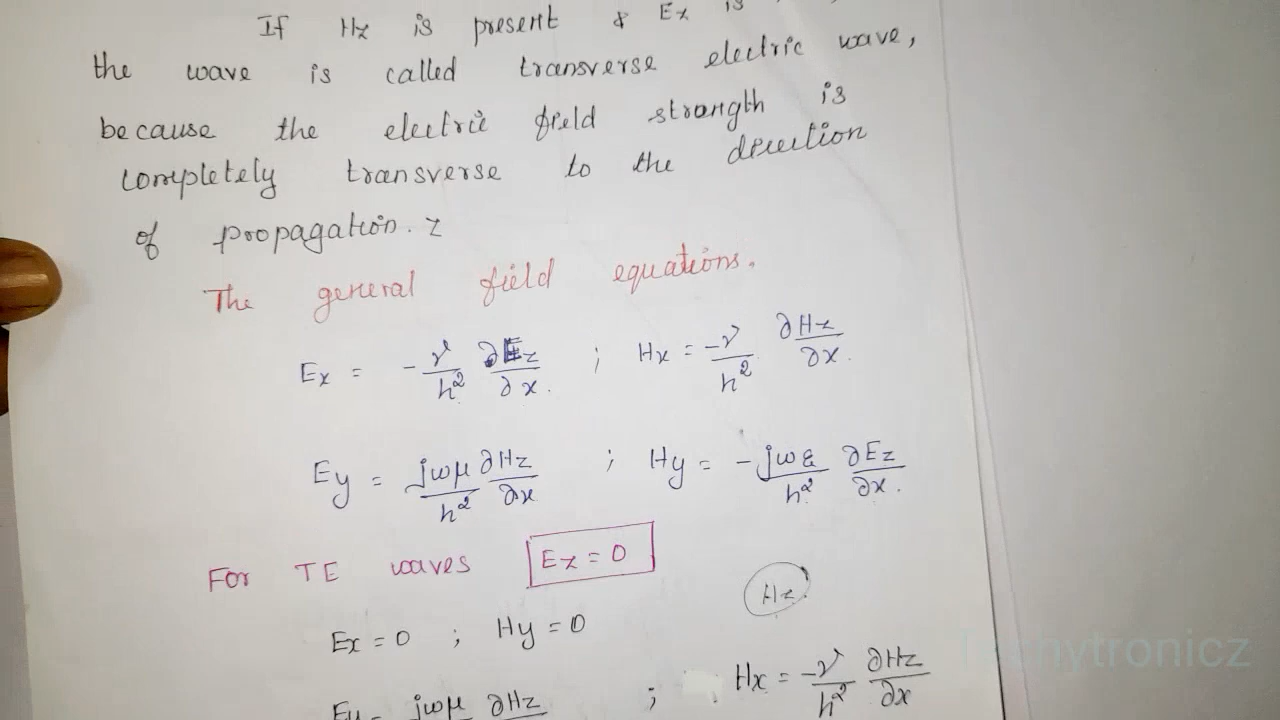 If Hz is present & Ez is
the wave is called transverse electric wave,
because the electric field strength is
completely transverse to the direction
of propagation. z
The general field equations.
Ex = -γ/h² ∂Ez/∂x. ; Hx = -γ/h² ∂Hz/∂x.
Ey = jωμ/h² ∂Hz/∂x ; Hy = -jωε/h² ∂Ez/∂x.
For TE waves Ez = 0
Hz
Ex = 0 ; Hy = 0
Ey = jωμ ∂Hz ; Hx = -γ/h² ∂Hz/∂x
Techytronicz